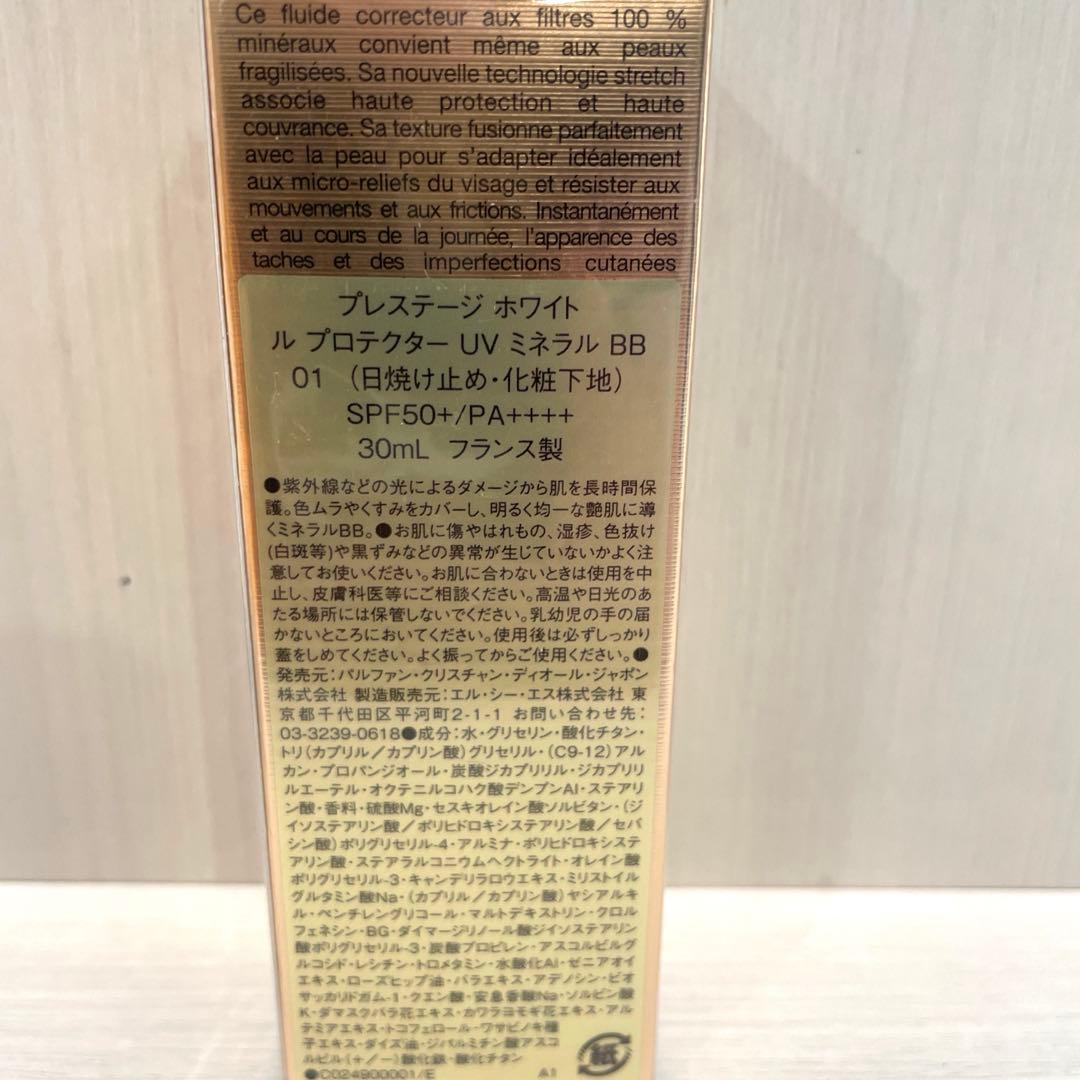 Ce fluide correcteur aux filtres 100 %
minéraux convient même aux peaux
fragilisées. Sa nouvelle technologie stretch
associe haute protection et haute
couvrance. Sa texture fusionne parfaitement
avec la peau pour s'adapter idéalement
aux micro-reliefs du visage et résister aux
mouvements et aux frictions. Instantanément
et au cours de la journée, l'apparence des
taches et des imperfections cutanées
プレステージ ホワイト
ル プロテクター UV ミネラル BB
01 （日焼け止め・化粧下地）
SPF50+/PA++++
30mL フランス製
●紫外線などの光によるダメージから肌を長時間保
護。色ムラやくすみをカバーし、明るく均一な艶肌に導
くミネラルBB。●お肌に傷やはれもの、湿疹、色抜け
(白斑等)や黒ずみなどの異常が生じていないかよく注
意してお使いください。お肌に合わないときは使用を中
止し、皮膚科医等にご相談ください。高温や日光のあ
たる場所には保管しないでください。乳幼児の手の届
かないところにおいてください。使用後は必ずしっかり
蓋をしめてください。よく振ってからご使用ください。●
発売元：パルファン・クリスチャン・ディオール・ジャポン
株式会社 製造販売元：エル・シー・エス株式会社 東
京都千代田区平河町2-1-1 お問い合わせ先：
03-3239-0618●成分：水・グリセリン・酸化チタン・
トリ(カプリル／カプリン酸)グリセリル・(C9-12)アル
カン・プロパンジオール・炭酸ジカプリリル・ジカプリリ
ルエーテル・オクテニルコハク酸デンプンAl・ステアリ
ン酸・香料・硫酸Mg・セスキオレイン酸ソルビタン・(ジ
イソステアリン酸／ポリヒドロキシステアリン酸／セバ
シン酸)ポリグリセリル-4・アルミナ・ポリヒドロキシステ
アリン酸・ステアラルコニウムヘクトライト・オレイン酸
ポリグリセリル-3・キャンデリラロウエキス・ミリストイル
グルタミン酸Na・(カプリル／カプリン酸)ヤシアルキ
ル・ペンチレングリコール・マルトデキストリン・クロル
フェネシン・BG・ダイマージリノール酸ジイソステアリン
酸ポリグリセリル-3・炭酸プロピレン・アスコルビルグ
ルコシド・レシチン・トロメタミン・水酸化Al・ゼニアオイ
エキス・ローズヒップ油・バラエキス・アデノシン・ビオ
サッカリドガム-1・クエン酸・安息香酸Na・ソルビン酸
K・ダマスクバラ花エキス・カワラヨモギ花エキス・アル
テミアエキス・トコフェロール・ワサビノキ種
子エキス・ダイズ油・ジパルミチン酸アスコ
ルビル(＋／－)酸化鉄・酸化チタン
●C024900001/E A1
紙